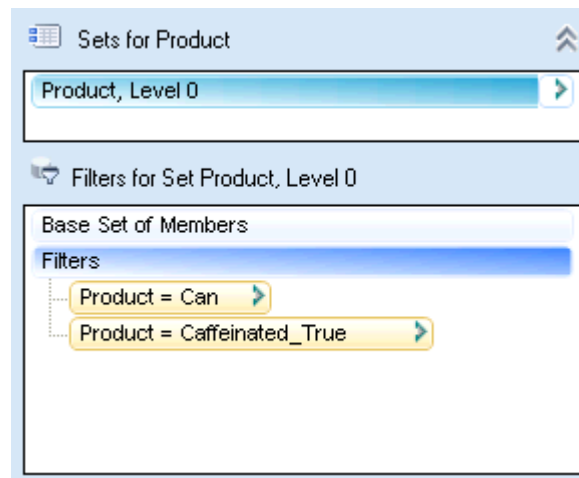 Sets for Product
Product, Level 0
Filters for Set Product, Level 0
Base Set of Members
Filters
Product = Can
Product = Caffeinated_True